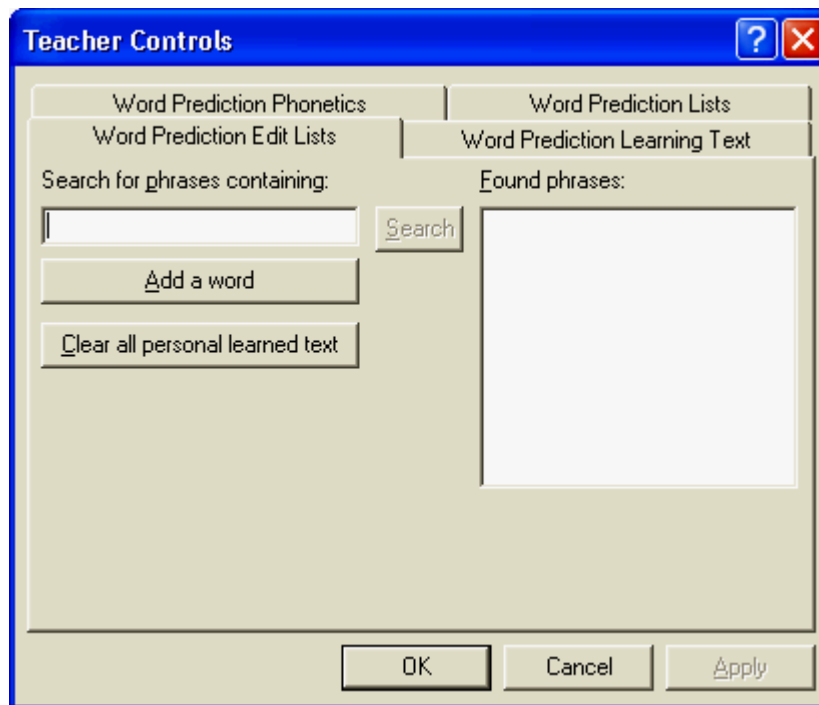 Teacher Controls
Word Prediction Phonetics
Word Prediction Lists
Word Prediction Edit Lists
Word Prediction Learning Text
Search for phrases containing:
Found phrases:
Search
Add a word
Clear all personal learned text
OK
Cancel
Apply